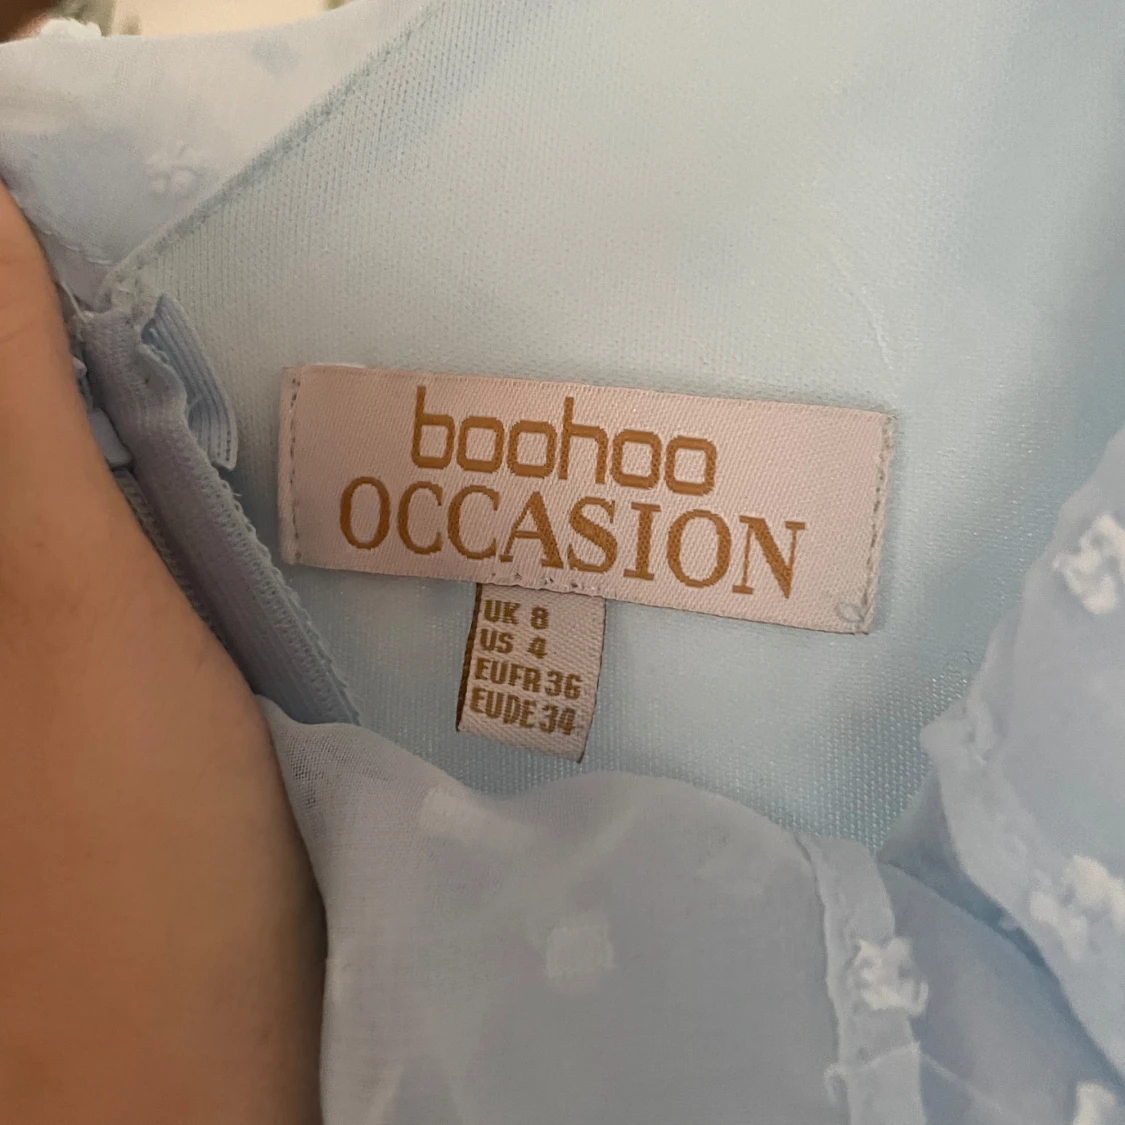 boohoo
OCCASION
UK 8
US 4
EUFR 36
EUDE 34